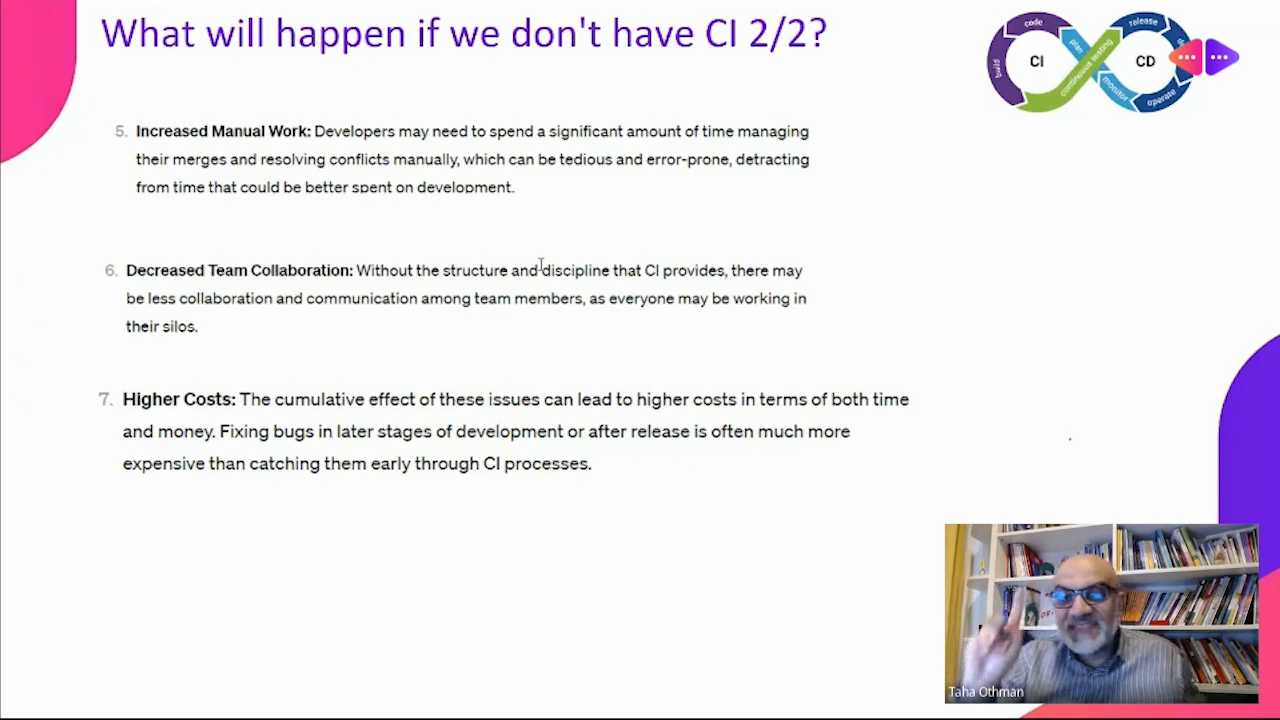 What will happen if we don't have CI 2/2?
code
build
CI
plan
continuous testing
monitor
CD
release
operate
5. Increased Manual Work: Developers may need to spend a significant amount of time managing
their merges and resolving conflicts manually, which can be tedious and error-prone, detracting
from time that could be better spent on development.
6. Decreased Team Collaboration: Without the structure and discipline that CI provides, there may
be less collaboration and communication among team members, as everyone may be working in
their silos.
7. Higher Costs: The cumulative effect of these issues can lead to higher costs in terms of both time
and money. Fixing bugs in later stages of development or after release is often much more
expensive than catching them early through CI processes.
Taha Othman